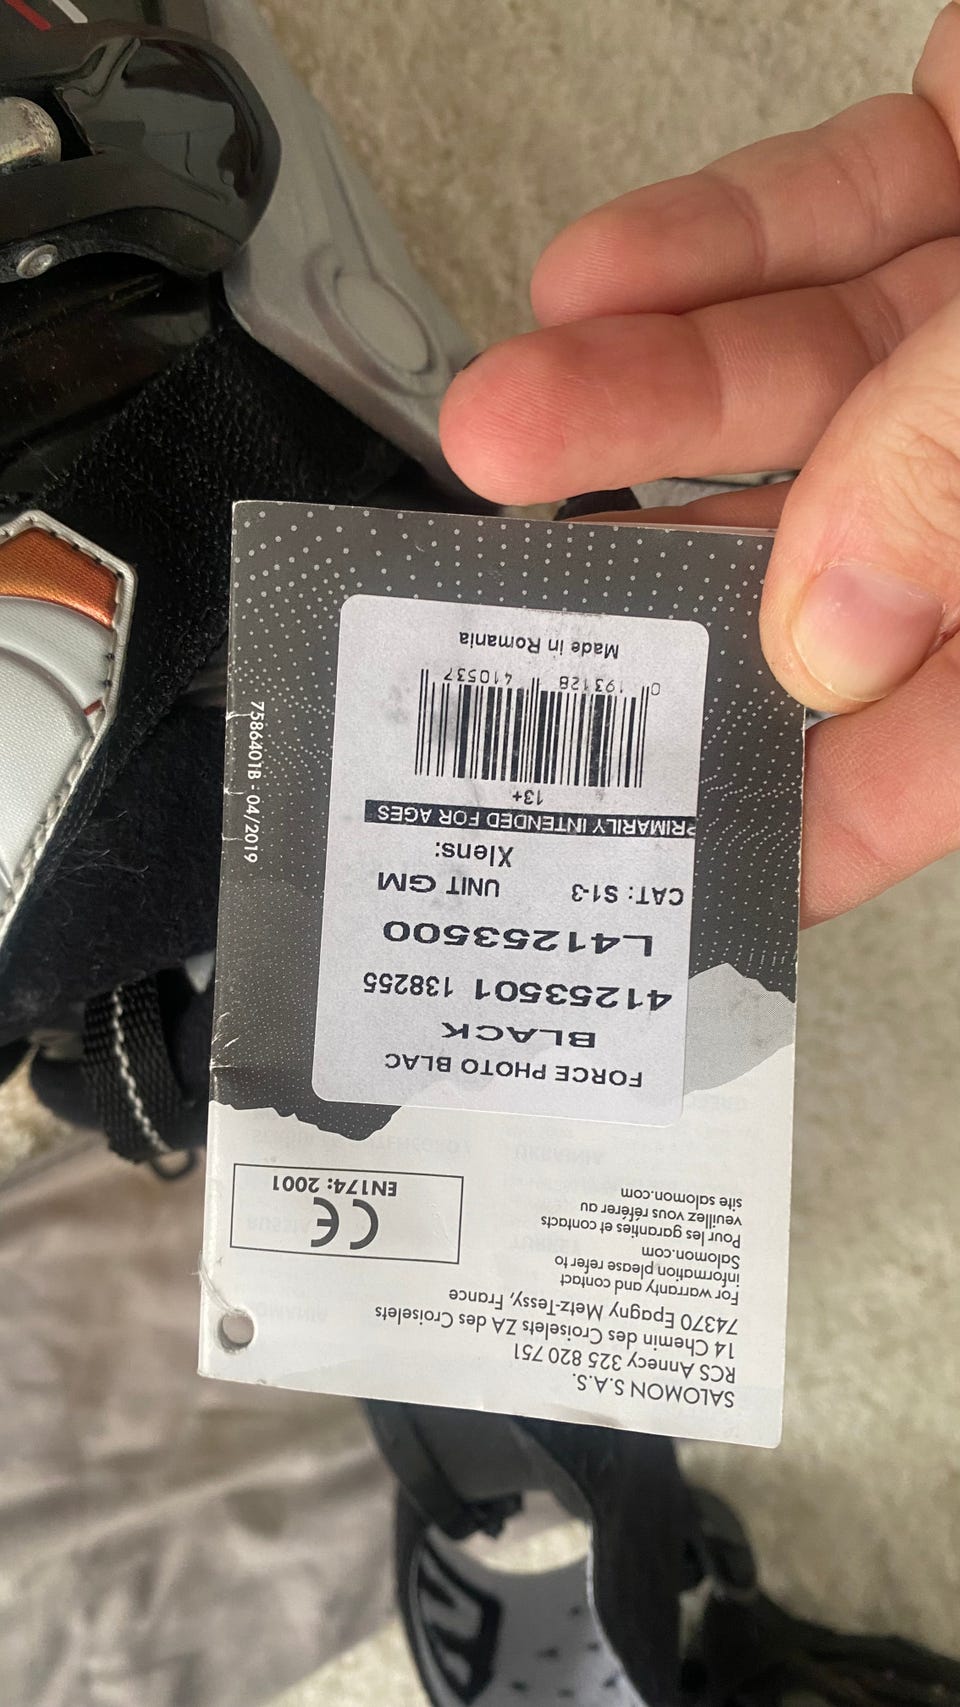 SALOMON S.A.S.
RCS Annecy 325 820 751
14 Chemin des Croiselets ZA des Croiselets
74370 Epagny Metz-Tessy, France
For warranty and contact
information please refer to
Salomon.com
Pour les garanties et contacts
veuillez vous référer au
site salomon.com
CE
EN174: 2001
FORCE PHOTO BLAC
BLACK
41253501 138255
L41253500
CAT: S1-3 UNIT GM
Xlens:
PRIMARILY INTENDED FOR AGES
13+
0 193128 410537
Made in Romania
7586401B - 04/2019